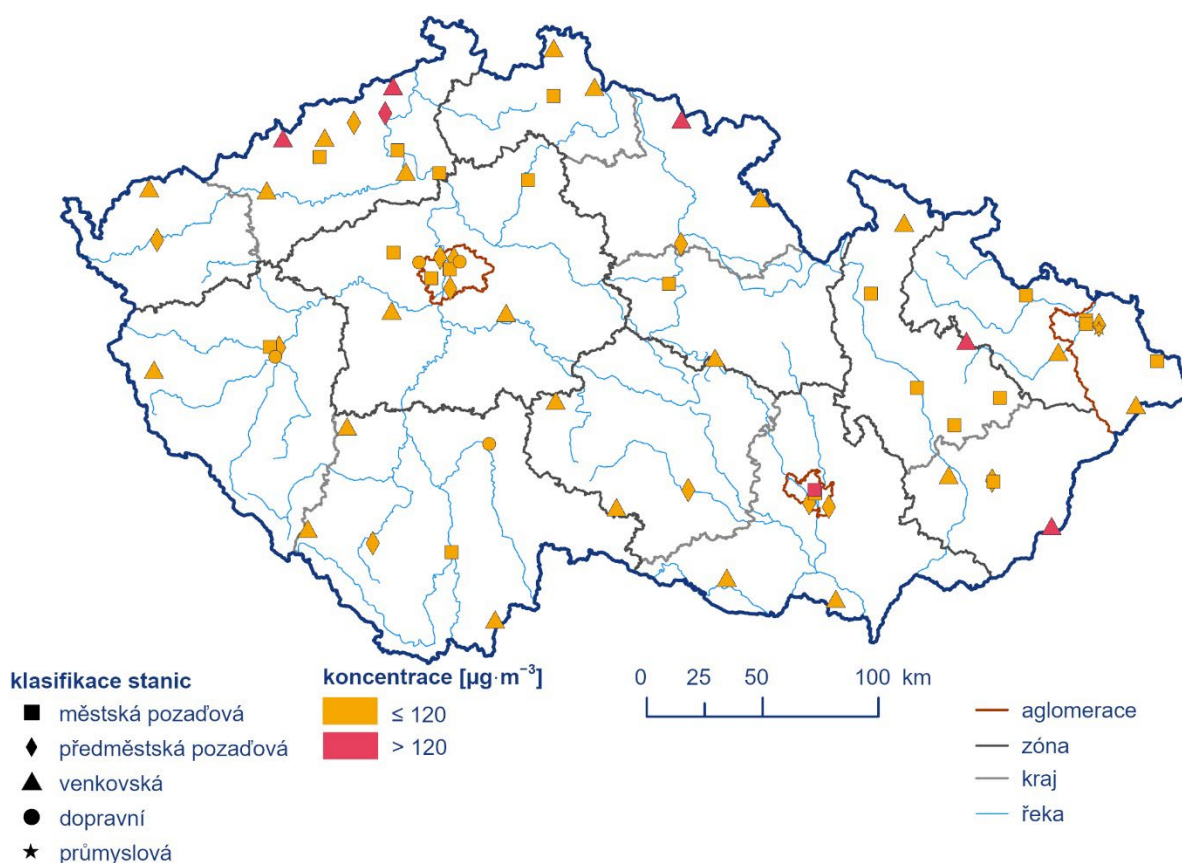 klasifikace stanic
městská pozaďová
předměstská pozaďová
venkovská
dopravní
průmyslová
koncentrace [µg·m⁻³]
≤ 120
> 120
0 25 50 100 km
aglomerace
zóna
kraj
řeka